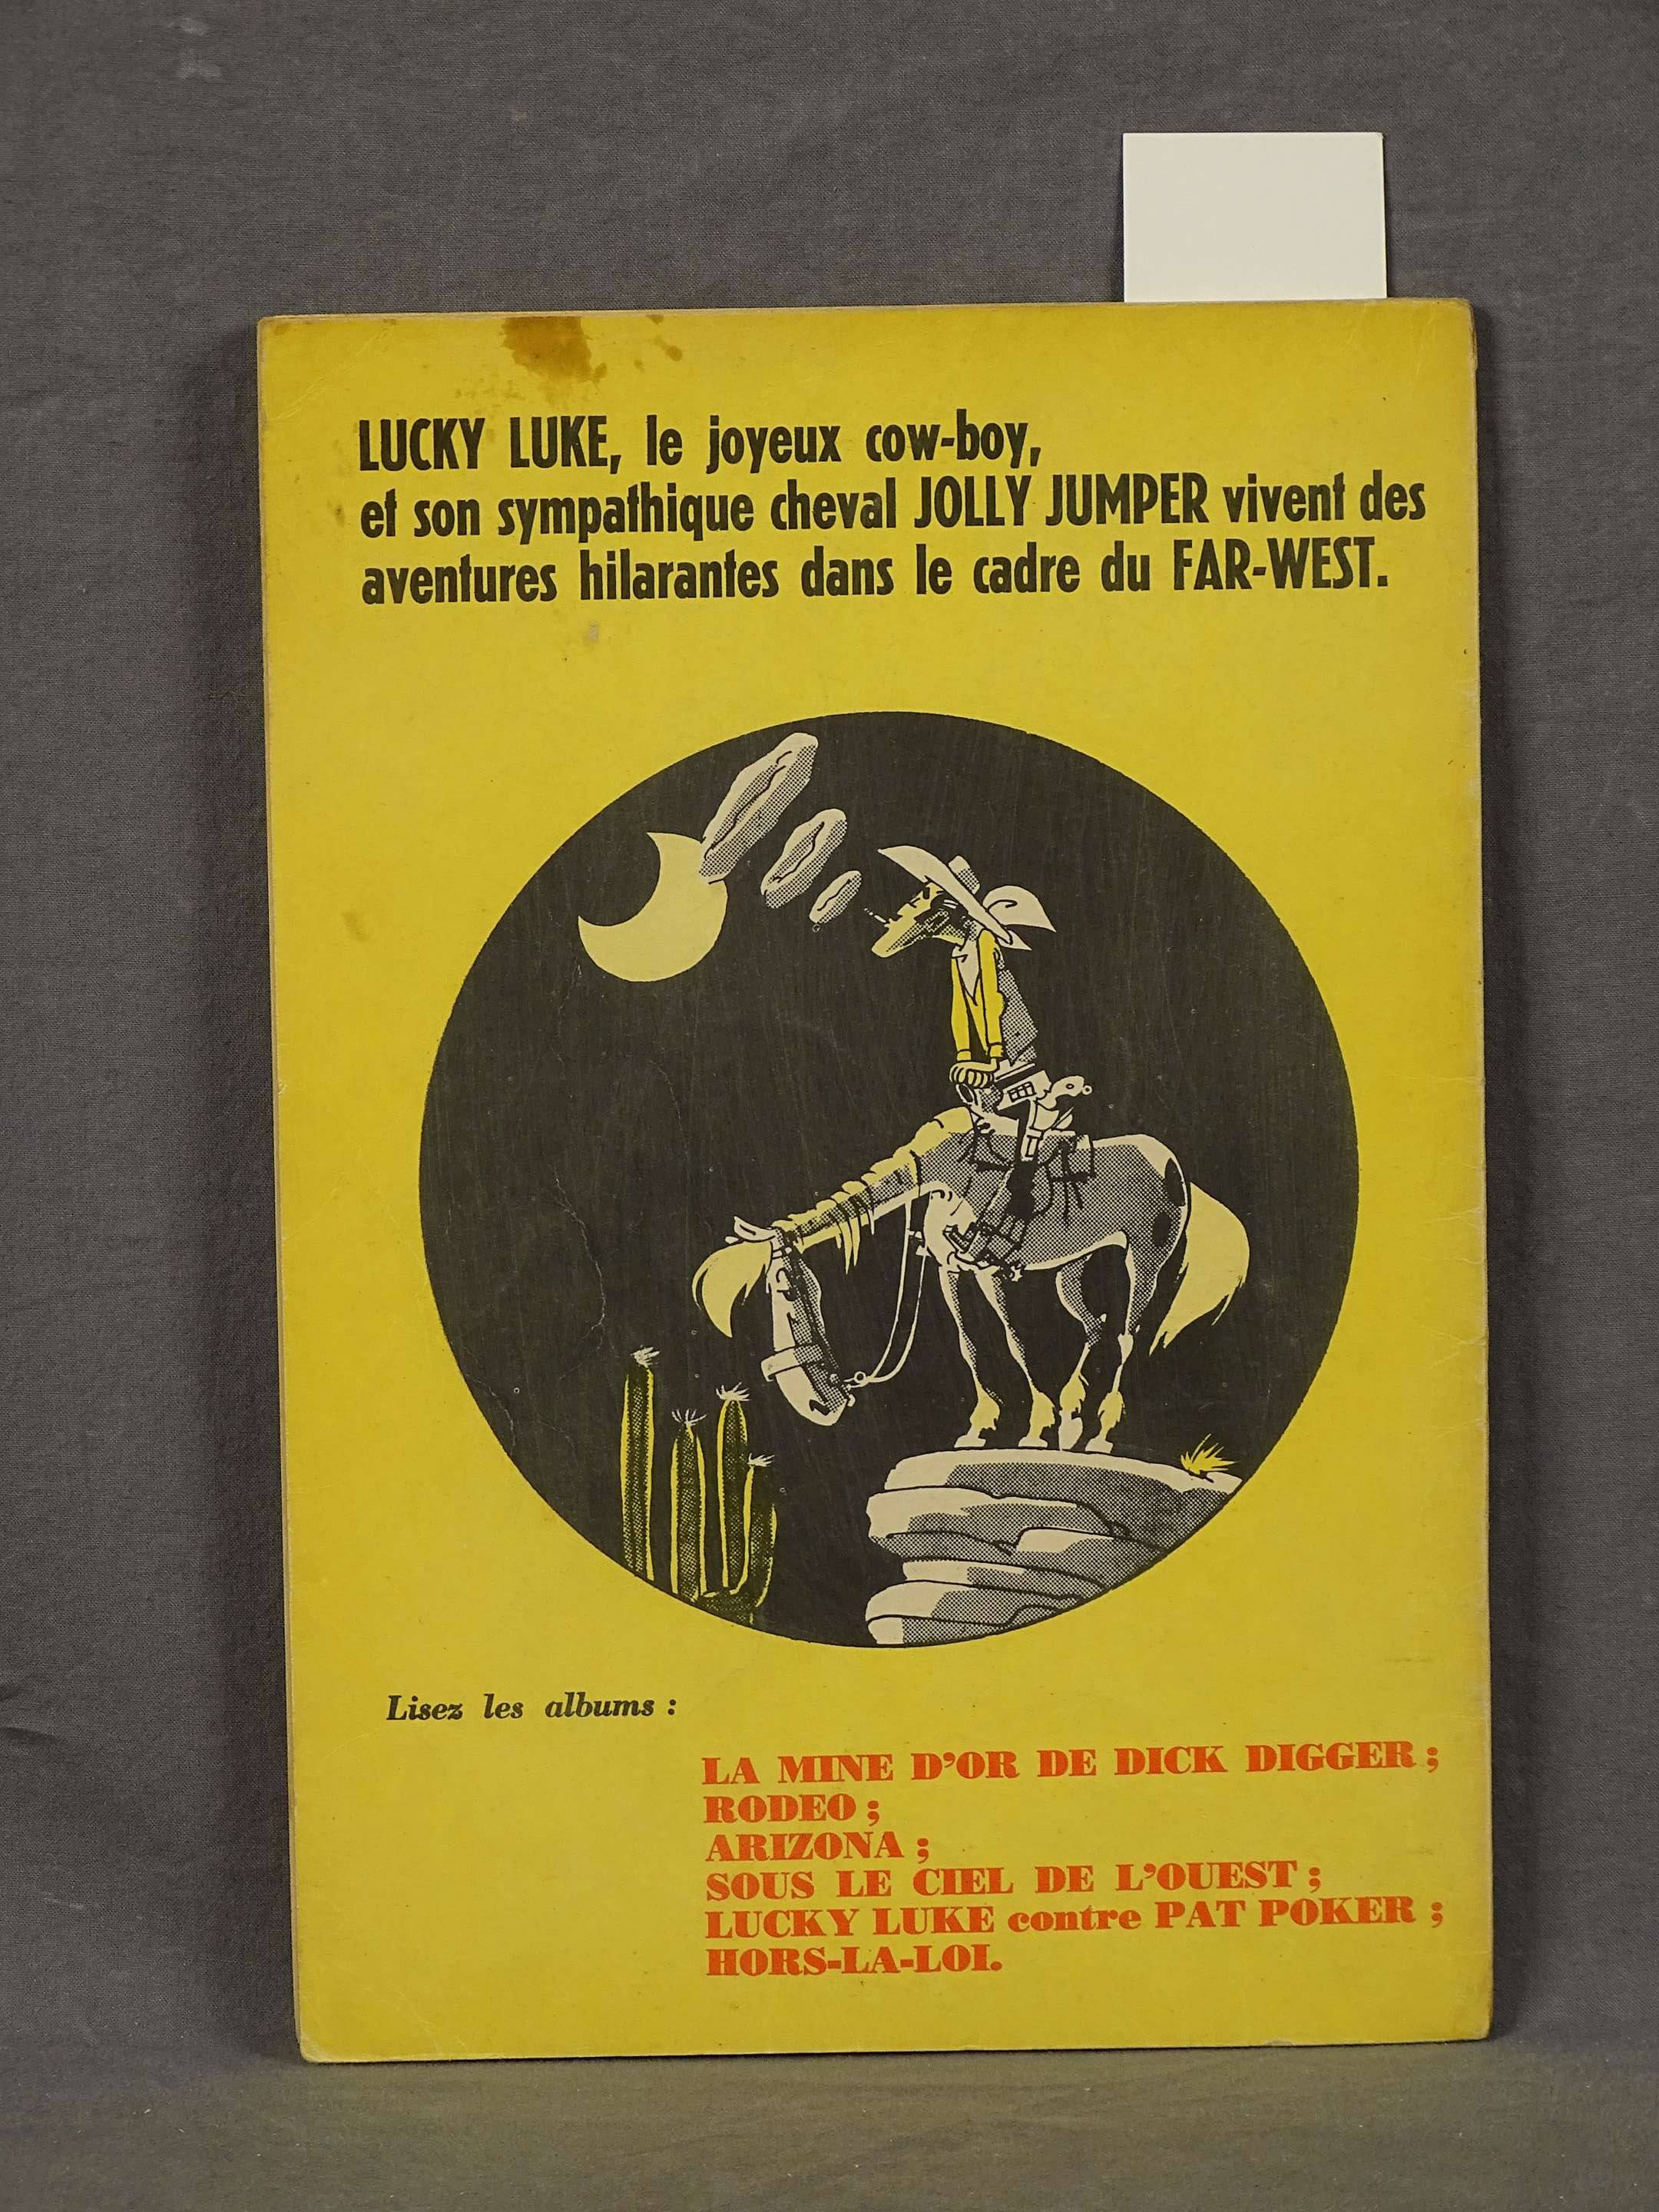 LUCKY LUKE, le joyeux cow-boy,
et son sympathique cheval JOLLY JUMPER vivent des
aventures hilarantes dans le cadre du FAR-WEST.
Lisez les albums :
LA MINE D'OR DE DICK DIGGER ;
RODEO ;
ARIZONA ;
SOUS LE CIEL DE L'OUEST ;
LUCKY LUKE contre PAT POKER ;
HORS-LA-LOI.